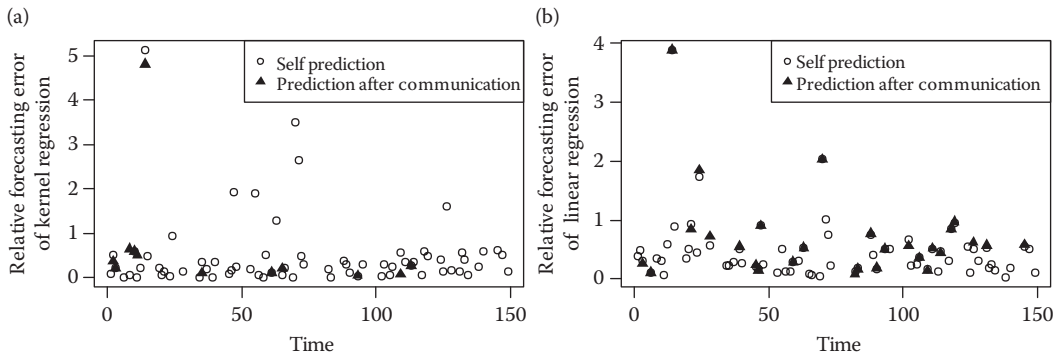 (a)
Relative forecasting error
of kernel regression
5
4
3
2
1
0
Self prediction
Prediction after communication
0
50
100
150
Time
(b)
Relative forecasting error
of linear regression
4
3
2
1
0
Self prediction
Prediction after communication
0
50
100
150
Time